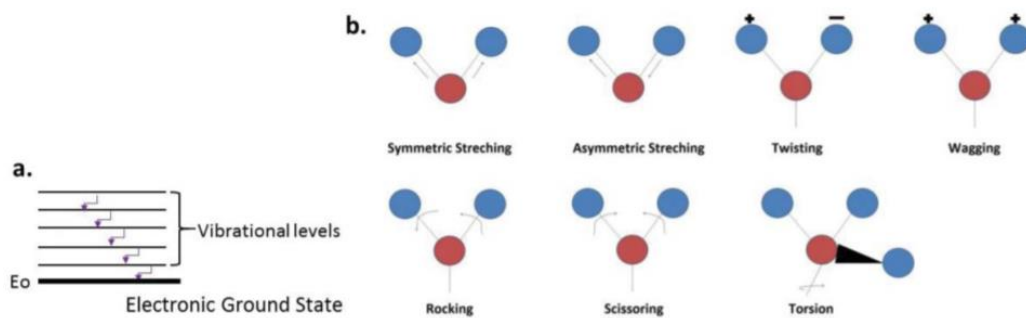 a.
Vibrational levels
Eo
Electronic Ground State
b.
+ − + +
Symmetric Streching Asymmetric Streching Twisting Wagging
Rocking Scissoring Torsion